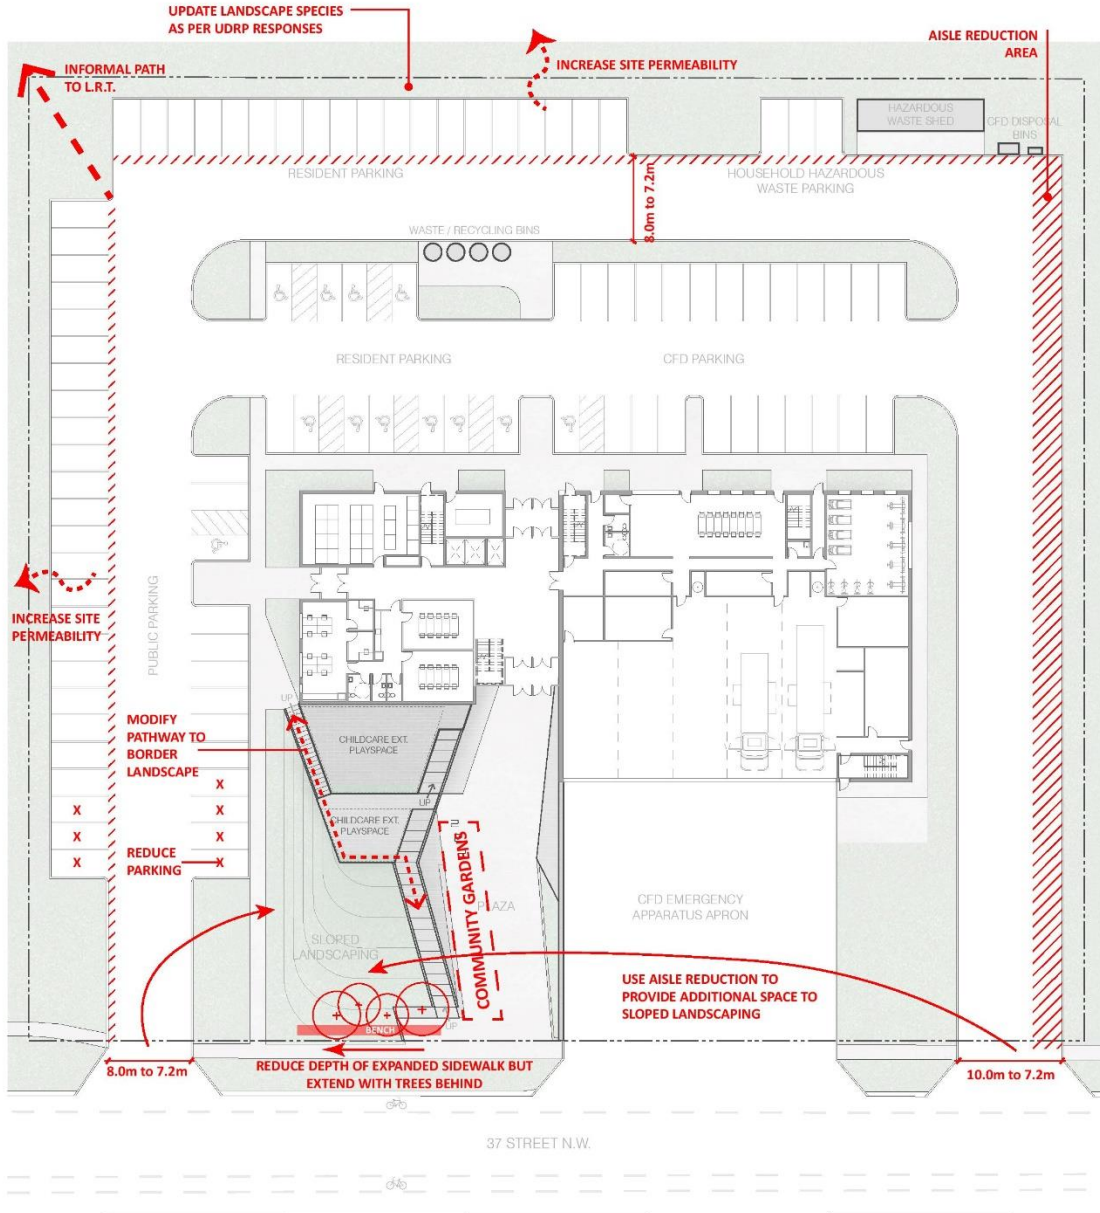 UPDATE LANDSCAPE SPECIES
AS PER UDRP RESPONSES
AISLE REDUCTION
AREA
INFORMAL PATH
TO L.R.T.
INCREASE SITE PERMEABILITY
HAZARDOUS
WASTE SHED
CFD DISPOSAL
BINS
RESIDENT PARKING
HOUSEHOLD HAZARDOUS
WASTE PARKING
8.0m to 7.2m
WASTE / RECYCLING BINS
RESIDENT PARKING
CFD PARKING
INCREASE SITE
PERMEABILITY
PUBLIC PARKING
UP
MODIFY
PATHWAY TO
BORDER
LANDSCAPE
CHILDCARE EXT.
PLAYSPACE
UP
CHILDCARE EXT.
PLAYSPACE
X
X
X
X
X
X
X
REDUCE
PARKING
COMMUNITY GARDENS
PLAZA
CFD EMERGENCY
APPARATUS APRON
SLOPED
LANDSCAPING
USE AISLE REDUCTION TO
PROVIDE ADDITIONAL SPACE TO
SLOPED LANDSCAPING
BENCH
UP
8.0m to 7.2m
REDUCE DEPTH OF EXPANDED SIDEWALK BUT
EXTEND WITH TREES BEHIND
10.0m to 7.2m
37 STREET N.W.